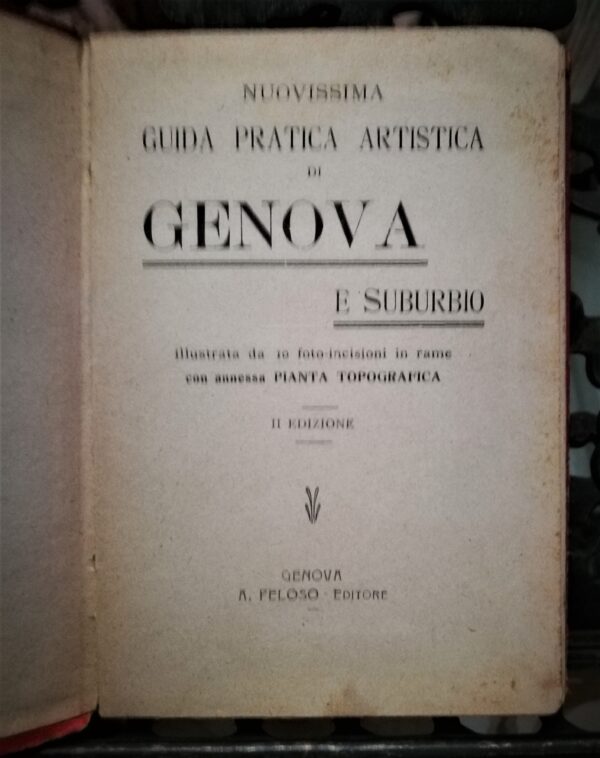 NUOVISSIMA
GUIDA PRATICA ARTISTICA
DI
GENOVA
E SUBURBIO
illustrata da 10 foto-incisioni in rame
con annessa PIANTA TOPOGRAFICA
II EDIZIONE
GENOVA
A. FELOSO - EDITORE